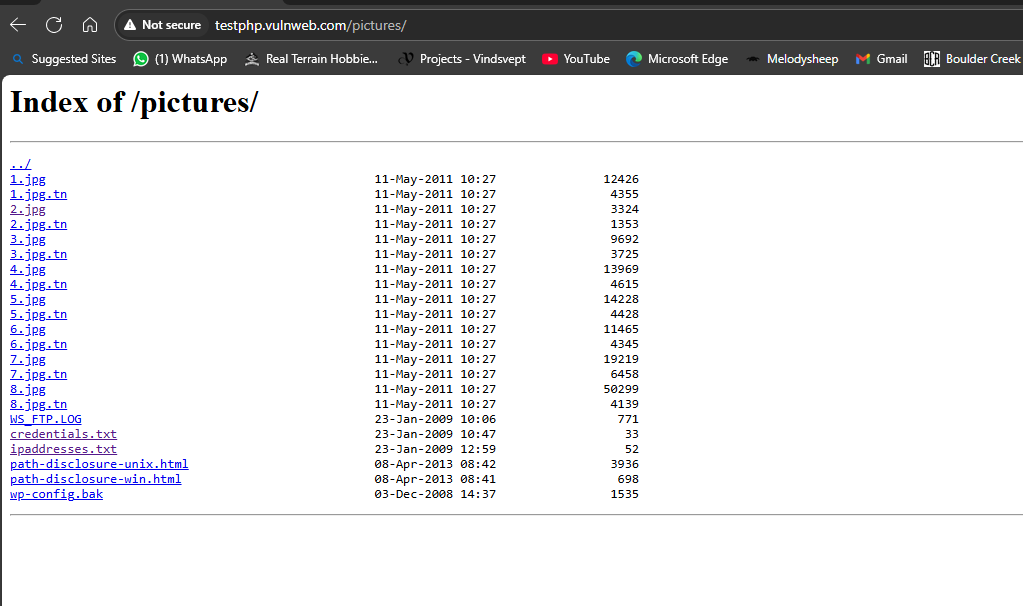 Not secure testphp.vulnweb.com/pictures/
Suggested Sites (1) WhatsApp Real Terrain Hobbie... Projects - Vindsvept YouTube Microsoft Edge Melodysheep Gmail Boulder Creek
Index of /pictures/
../
1.jpg 11-May-2011 10:27 12426
1.jpg.tn 11-May-2011 10:27 4355
2.jpg 11-May-2011 10:27 3324
2.jpg.tn 11-May-2011 10:27 1353
3.jpg 11-May-2011 10:27 9692
3.jpg.tn 11-May-2011 10:27 3725
4.jpg 11-May-2011 10:27 13969
4.jpg.tn 11-May-2011 10:27 4615
5.jpg 11-May-2011 10:27 14228
5.jpg.tn 11-May-2011 10:27 4428
6.jpg 11-May-2011 10:27 11465
6.jpg.tn 11-May-2011 10:27 4345
7.jpg 11-May-2011 10:27 19219
7.jpg.tn 11-May-2011 10:27 6458
8.jpg 11-May-2011 10:27 50299
8.jpg.tn 11-May-2011 10:27 4139
WS_FTP.LOG 23-Jan-2009 10:06 771
credentials.txt 23-Jan-2009 10:47 33
ipaddresses.txt 23-Jan-2009 12:59 52
path-disclosure-unix.html 08-Apr-2013 08:42 3936
path-disclosure-win.html 08-Apr-2013 08:41 698
wp-config.bak 03-Dec-2008 14:37 1535